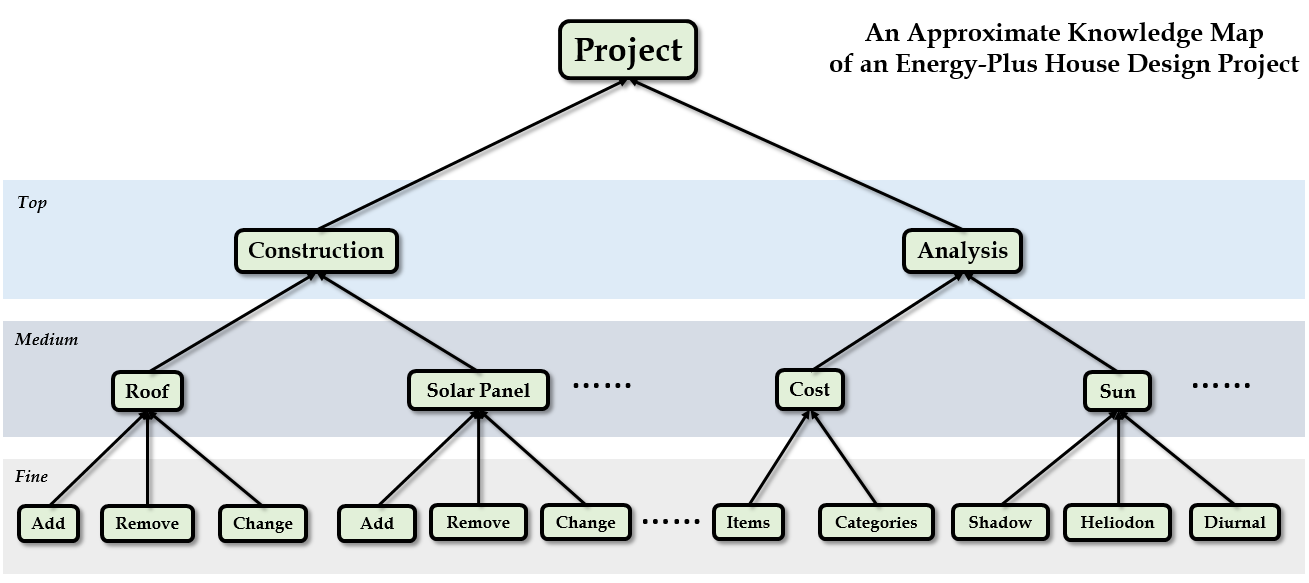 Project
An Approximate Knowledge Map
of an Energy-Plus House Design Project
Top
Construction
Analysis
Medium
Roof
Solar Panel
......
Cost
Sun
......
Fine
Add
Remove
Change
Add
Remove
Change
......
Items
Categories
Shadow
Heliodon
Diurnal